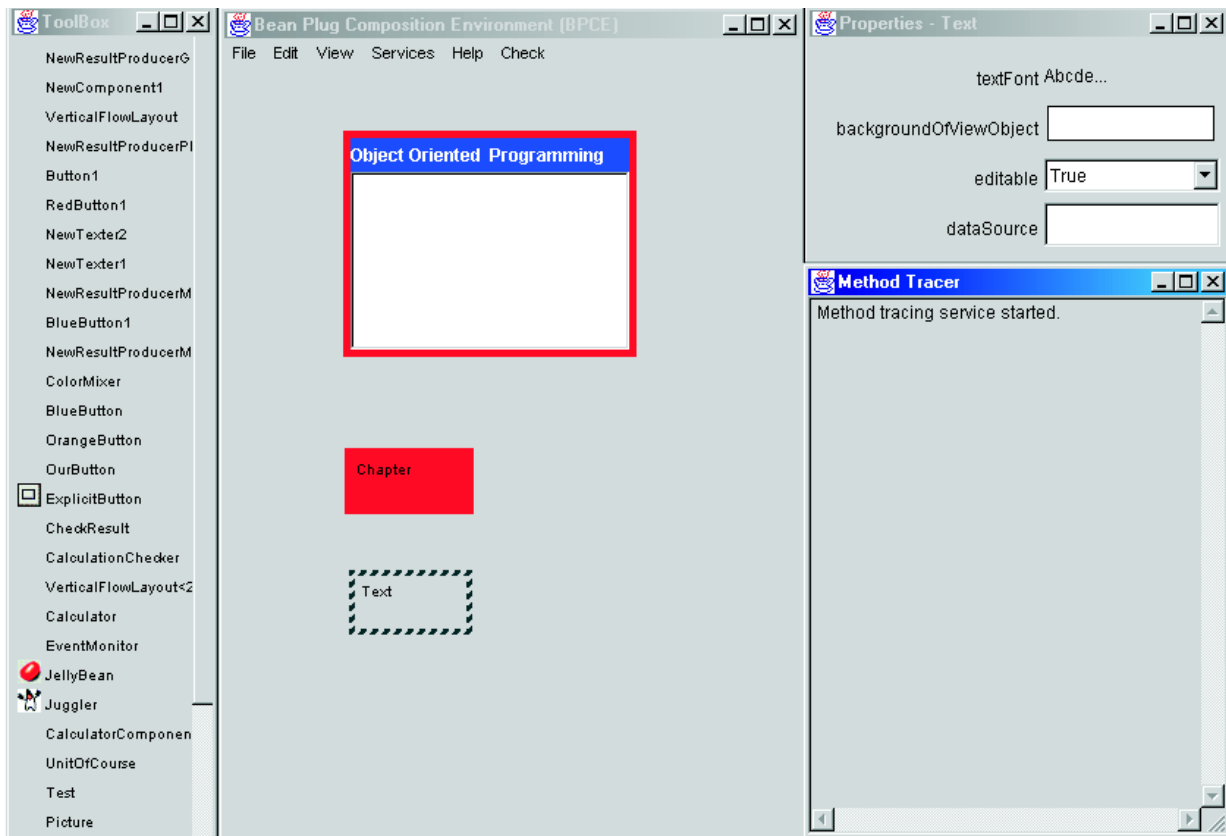 ToolBox
NewResultProducerG
NewComponent1
VerticalFlowLayout
NewResultProducerPl
Button1
RedButton1
NewTexter2
NewTexter1
NewResultProducerM
BlueButton1
NewResultProducerM
ColorMixer
BlueButton
OrangeButton
OurButton
ExplicitButton
CheckResult
CalculationChecker
VerticalFlowLayout<2
Calculator
EventMonitor
JellyBean
Juggler
CalculatorComponen
UnitOfCourse
Test
Picture
Bean Plug Composition Environment (BPCE)
File Edit View Services Help Check
Object Oriented Programming
Chapter
Text
Properties - Text
textFont Abcde...
backgroundOfViewObject
editable True
dataSource
Method Tracer
Method tracing service started.